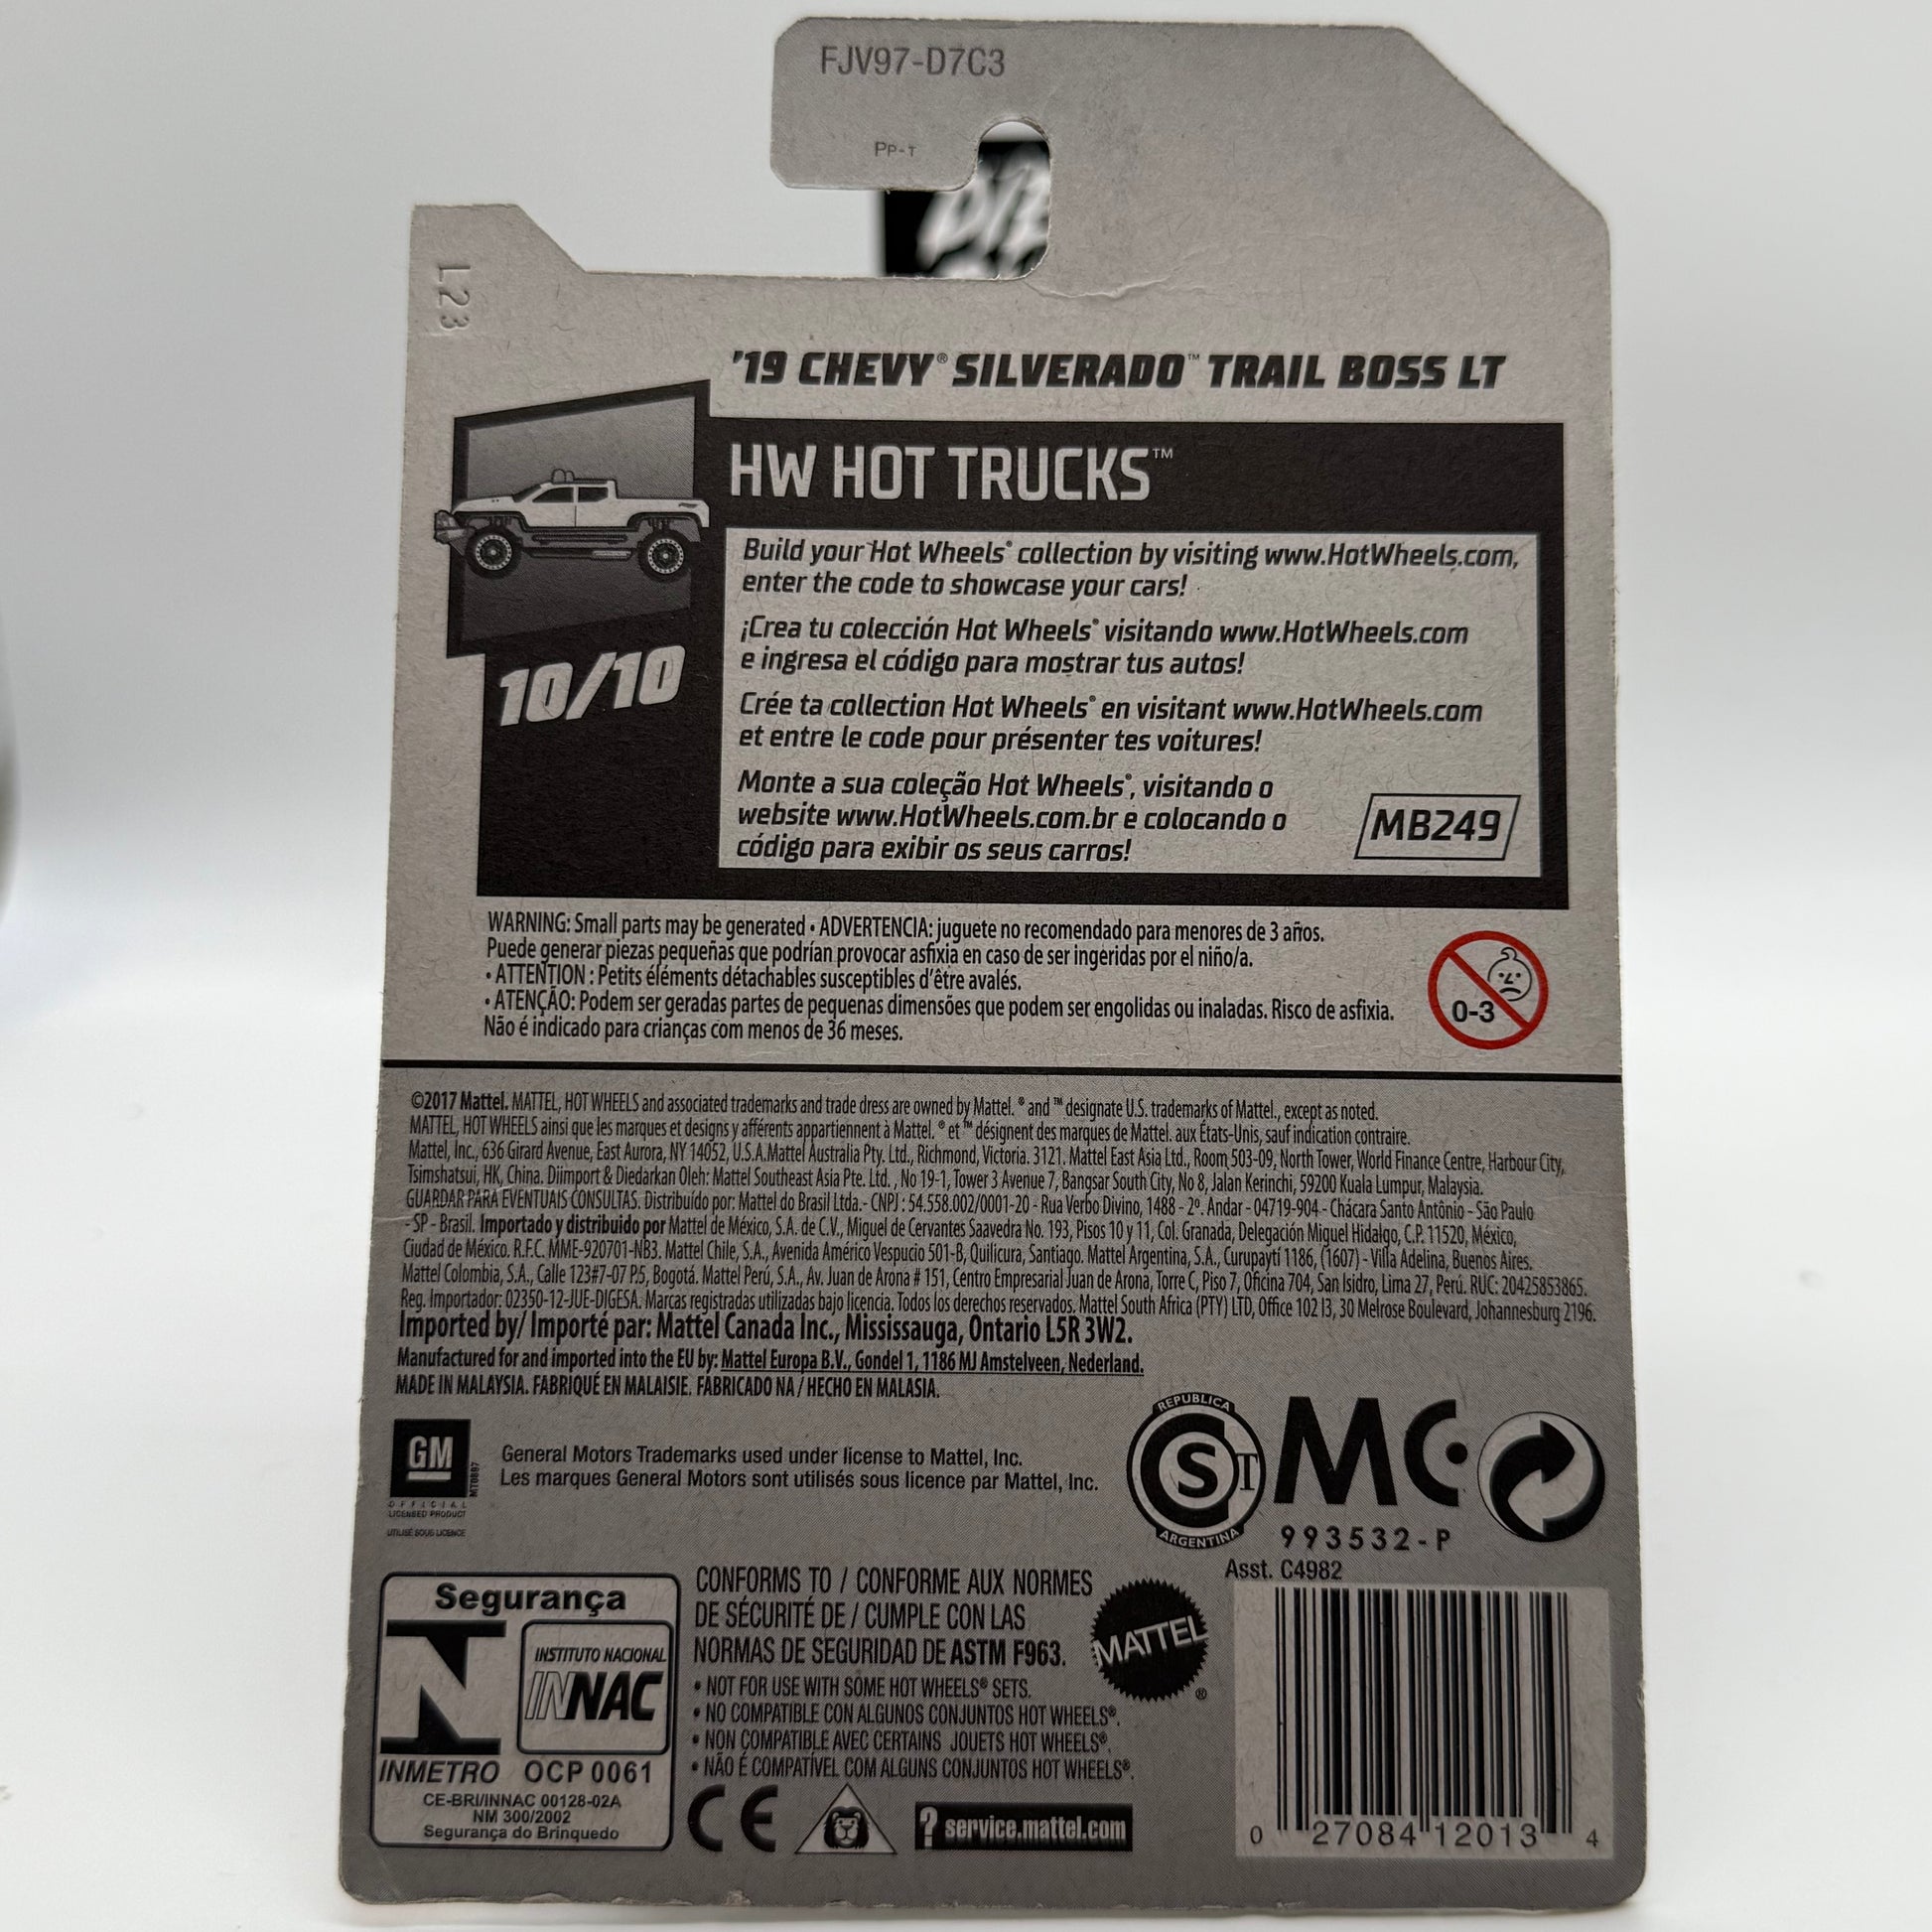 FJV97-D7C3
PP-T
L23
'19 CHEVY® SILVERADO™ TRAIL BOSS LT
HW HOT TRUCKS™
10/10
Build your Hot Wheels® collection by visiting www.HotWheels.com,
enter the code to showcase your cars!
¡Crea tu colección Hot Wheels® visitando www.HotWheels.com
e ingresa el código para mostrar tus autos!
Crée ta collection Hot Wheels® en visitant www.HotWheels.com
et entre le code pour présenter tes voitures!
Monte a sua coleção Hot Wheels®, visitando o
website www.HotWheels.com.br e colocando o
código para exibir os seus carros!
MB249
WARNING: Small parts may be generated • ADVERTENCIA: juguete no recomendado para menores de 3 años.
Puede generar piezas pequeñas que podrían provocar asfixia en caso de ser ingeridas por el niño/a.
• ATTENTION : Petits éléments détachables susceptibles d'être avalés.
• ATENÇÃO: Podem ser geradas partes de pequenas dimensões que podem ser engolidas ou inaladas. Risco de asfixia.
Não é indicado para crianças com menos de 36 meses.
0-3
©2017 Mattel. MATTEL, HOT WHEELS and associated trademarks and trade dress are owned by Mattel. ® and ™ designate U.S. trademarks of Mattel., except as noted.
MATTEL, HOT WHEELS ainsi que les marques et designs y afférents appartiennent à Mattel. ® et ™ désignent des marques de Mattel. aux États-Unis, sauf indication contraire.
Mattel, Inc., 636 Girard Avenue, East Aurora, NY 14052, U.S.A.Mattel Australia Pty. Ltd., Richmond, Victoria. 3121. Mattel East Asia Ltd., Room 503-09, North Tower, World Finance Centre, Harbour City,
Tsimshatsui, HK, China. Diimport & Diedarkan Oleh: Mattel Southeast Asia Pte. Ltd. , No 19-1, Tower 3 Avenue 7, Bangsar South City, No 8, Jalan Kerinchi, 59200 Kuala Lumpur, Malaysia.
GUARDAR PARA EVENTUAIS CONSULTAS. Distribuído por: Mattel do Brasil Ltda.- CNPJ : 54.558.002/0001-20 - Rua Verbo Divino, 1488 - 2º. Andar - 04719-904 - Chácara Santo Antônio - São Paulo
- SP - Brasil. Importado y distribuido por Mattel de México, S.A. de C.V., Miguel de Cervantes Saavedra No. 193, Pisos 10 y 11, Col. Granada, Delegación Miguel Hidalgo, C.P. 11520, México,
Ciudad de México. R.F.C. MME-920701-NB3. Mattel Chile, S.A., Avenida Américo Vespucio 501-B, Quilicura, Santiago. Mattel Argentina, S.A., Curupaytí 1186, (1607) - Villa Adelina, Buenos Aires.
Mattel Colombia, S.A., Calle 123#7-07 P.5, Bogotá. Mattel Perú, S.A., Av. Juan de Arona # 151, Centro Empresarial Juan de Arona, Torre C, Piso 7, Oficina 704, San Isidro, Lima 27, Perú. RUC: 20425853865.
Reg. Importador: 02350-12-JUE-DIGESA. Marcas registradas utilizadas bajo licencia. Todos los derechos reservados. Mattel South Africa (PTY) LTD, Office 102 I3, 30 Melrose Boulevard, Johannesburg 2196.
Imported by/ Importé par: Mattel Canada Inc., Mississauga, Ontario L5R 3W2.
Manufactured for and imported into the EU by: Mattel Europa B.V., Gondel 1, 1186 MJ Amstelveen, Nederland.
MADE IN MALAYSIA. FABRIQUÉ EN MALAISIE. FABRICADO NA / HECHO EN MALASIA.
GM
MT0887
OFFICIAL
LICENSED PRODUCT
UTILISÉ SOUS LICENCE
General Motors Trademarks used under license to Mattel, Inc.
Les marques General Motors sont utilisés sous licence par Mattel, Inc.
REPUBLICA
S T
ARGENTINA
MC
993532-P
Asst. C4982
Segurança
N
INSTITUTO NACIONAL
INNAC
INMETRO OCP 0061
CE-BRI/INNAC 00128-02A
NM 300/2002
Segurança do Brinquedo
CONFORMS TO / CONFORME AUX NORMES
DE SÉCURITÉ DE / CUMPLE CON LAS
NORMAS DE SEGURIDAD DE ASTM F963.
• NOT FOR USE WITH SOME HOT WHEELS® SETS.
• NO COMPATIBLE CON ALGUNOS CONJUNTOS HOT WHEELS®.
• NON COMPATIBLE AVEC CERTAINS JOUETS HOT WHEELS®.
• NÃO É COMPATÍVEL COM ALGUNS CONJUNTOS HOT WHEELS®.
MATTEL®
CE
? service.mattel.com
0 27084 12013 4